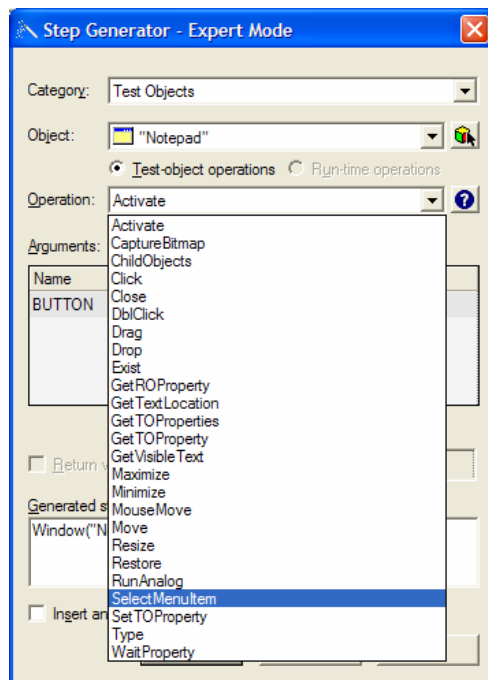 Step Generator - Expert Mode
Category: Test Objects
Object: "Notepad"
Test-object operations Run-time operations
Operation: Activate
Activate
Arguments: CaptureBitmap
ChildObjects
Name Click
Close
BUTTON DblClick
Drag
Drop
Exist
GetROProperty
GetTextLocation
GetTOProperties
GetTOProperty
Return GetVisibleText
Maximize
Minimize
Generated MouseMove
Window("N Move
Resize
Restore
RunAnalog
SelectMenuItem
Insert an SetTOProperty
Type
WaitProperty